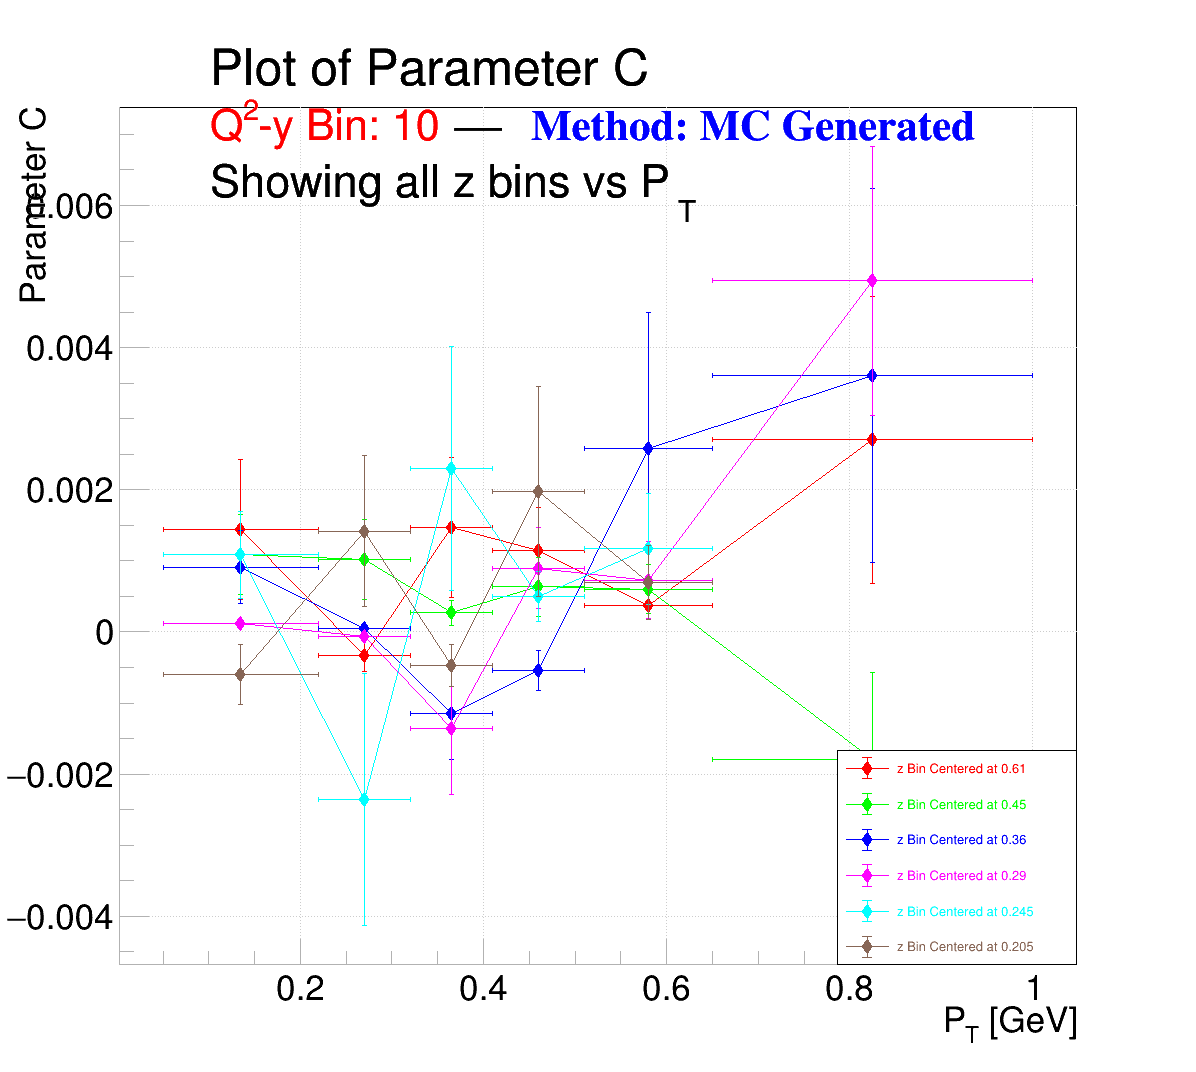 Plot of Parameter C
Q²-y Bin: 10 — Method: MC Generated
Showing all z bins vs P_T
Parameter C
0.006
0.004
0.002
0
−0.002
−0.004
0.2 0.4 0.6 0.8 1
P_T [GeV]
z Bin Centered at 0.61
z Bin Centered at 0.45
z Bin Centered at 0.36
z Bin Centered at 0.29
z Bin Centered at 0.245
z Bin Centered at 0.205